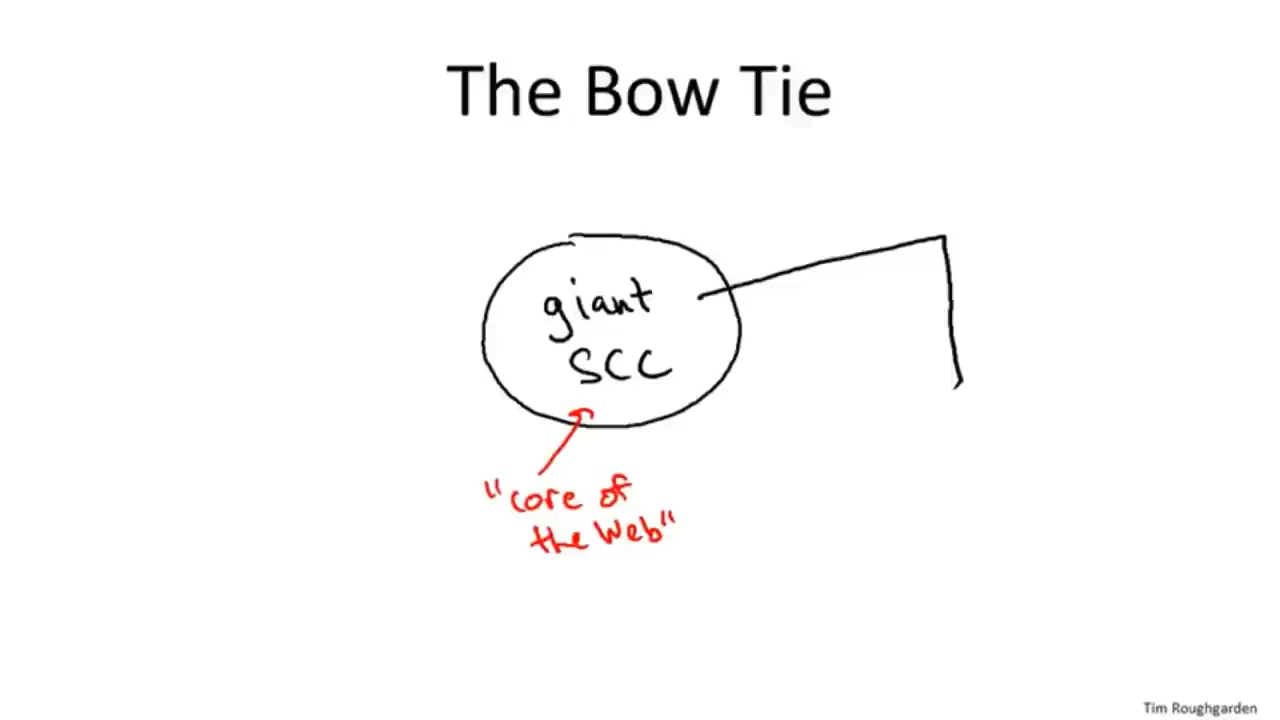 The Bow Tie
giant
SCC
"core of
the Web"
Tim Roughgarden